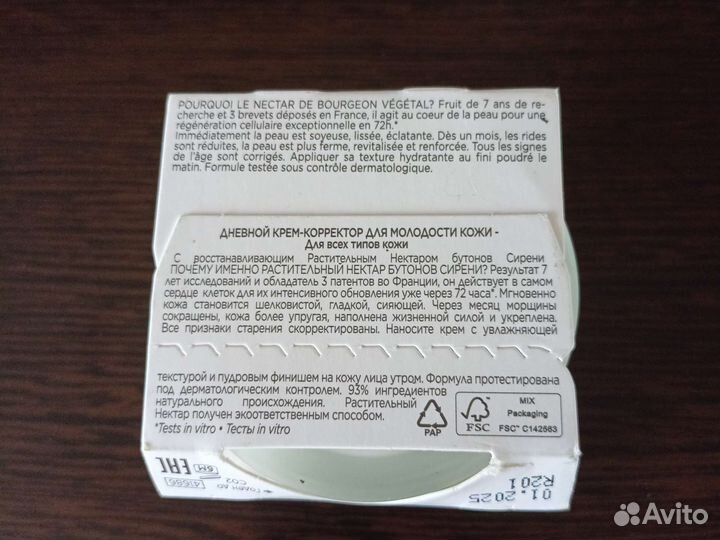 POURQUOI LE NECTAR DE BOURGEON VÉGÉTAL? Fruit de 7 ans de re-
cherche et 3 brevets déposés en France, il agit au coeur de la peau pour une
régénération cellulaire exceptionnelle en 72h.*
Immédiatement la peau est soyeuse, lissée, éclatante. Dès un mois, les rides
sont réduites, la peau est plus ferme, revitalisée et renforcée. Tous les signes
de l'âge sont corrigés. Appliquer sa texture hydratante au fini poudré le
matin. Formule testée sous contrôle dermatologique.
ДНЕВНОЙ КРЕМ-КОРРЕКТОР ДЛЯ МОЛОДОСТИ КОЖИ -
Для всех типов кожи
С восстанавливающим Растительным Нектаром бутонов Сирени
ПОЧЕМУ ИМЕННО РАСТИТЕЛЬНЫЙ НЕКТАР БУТОНОВ СИРЕНИ? Результат 7
лет исследований и обладатель 3 патентов во Франции, он действует в самом
сердце клеток для их интенсивного обновления уже через 72 часа*. Мгновенно
кожа становится шелковистой, гладкой, сияющей. Через месяц морщины
сокращены, кожа более упругая, наполнена жизненной силой и укреплена.
Все признаки старения скорректированы. Наносите крем с увлажняющей
текстурой и пудровым финишем на кожу лица утром. Формула протестирована
под дерматологическим контролем. 93% ингредиентов
натурального происхождения. Растительный
Нектар получен экоответственным способом.
*Tests in vitro • Тесты in vitro
PAP
FSC
MIX
Packaging
FSC™ C142663
EAC
6M
41686
Годен до
CO2
01.2025
R201
Avito